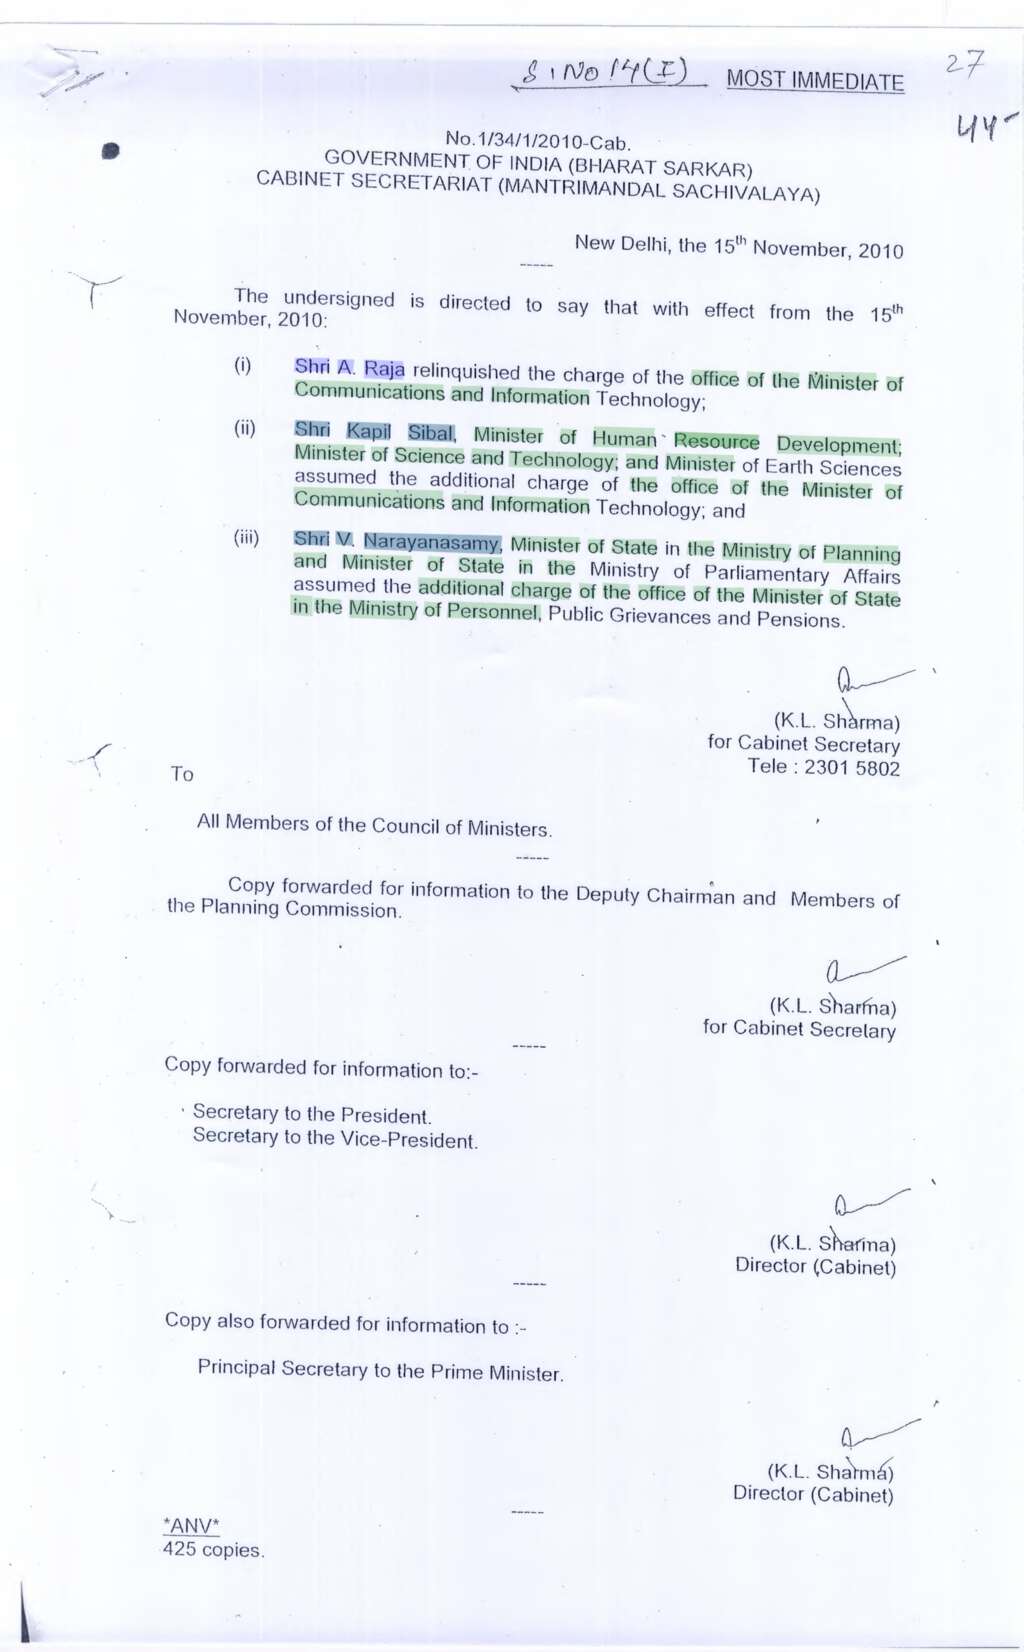 S.No 14(I) MOST IMMEDIATE
27
44
No.1/34/1/2010-Cab.
GOVERNMENT OF INDIA (BHARAT SARKAR)
CABINET SECRETARIAT (MANTRIMANDAL SACHIVALAYA)
New Delhi, the 15th November, 2010
-----
The undersigned is directed to say that with effect from the 15th
November, 2010:
(i) Shri A. Raja relinquished the charge of the office of the Minister of
Communications and Information Technology;
(ii) Shri Kapil Sibal, Minister of Human Resource Development;
Minister of Science and Technology; and Minister of Earth Sciences
assumed the additional charge of the office of the Minister of
Communications and Information Technology; and
(iii) Shri V. Narayanasamy, Minister of State in the Ministry of Planning
and Minister of State in the Ministry of Parliamentary Affairs
assumed the additional charge of the office of the Minister of State
in the Ministry of Personnel, Public Grievances and Pensions.
(K.L. Sharma)
for Cabinet Secretary
Tele : 2301 5802
To
All Members of the Council of Ministers.
-----
Copy forwarded for information to the Deputy Chairman and Members of
the Planning Commission.
(K.L. Sharma)
for Cabinet Secretary
-----
Copy forwarded for information to:-
Secretary to the President.
Secretary to the Vice-President.
(K.L. Sharma)
Director (Cabinet)
-----
Copy also forwarded for information to :-
Principal Secretary to the Prime Minister.
(K.L. Sharma)
Director (Cabinet)
-----
*ANV*
425 copies.